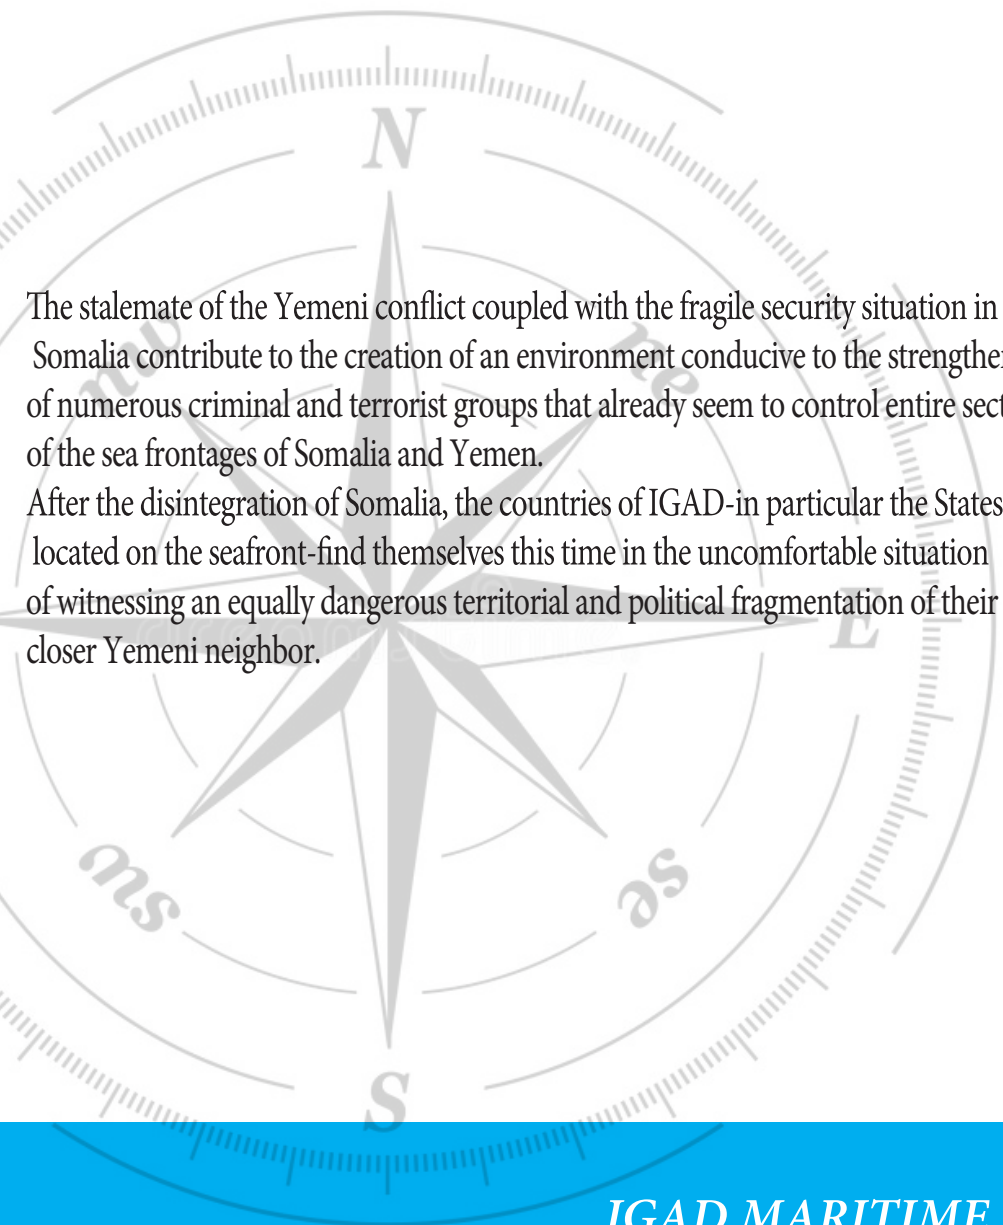 N
nw
ne
The stalemate of the Yemeni conflict coupled with the fragile security situation in
Somalia contribute to the creation of an environment conducive to the
of numerous criminal and terrorist groups that already seem to control entire
of the sea frontages of Somalia and Yemen.
After the disintegration of Somalia, the countries of IGAD-in particular the States
located on the seafront-find themselves this time in the uncomfortable situation
of witnessing an equally dangerous territorial and political fragmentation of their
closer Yemeni neighbor.
E
sw
se
S
IGAD MARITIME